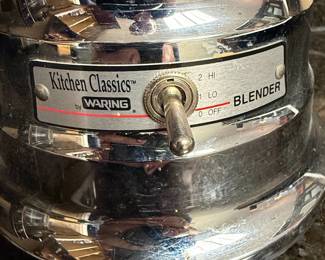 Kitchen Classics™
by WARING
2 HI
1 LO
0 OFF
BLENDER